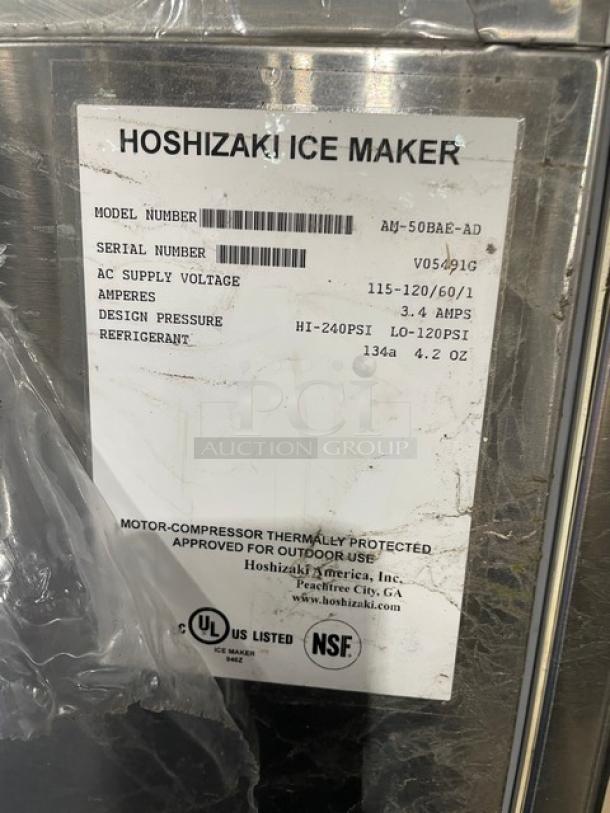 HOSHIZAKI ICE MAKER
MODEL NUMBER AM-50BAE-AD
SERIAL NUMBER V05491G
AC SUPPLY VOLTAGE 115-120/60/1
AMPERES 3.4 AMPS
DESIGN PRESSURE HI-240PSI LO-120PSI
REFRIGERANT 134a 4.2 OZ
PCI
AUCTION GROUP
MOTOR-COMPRESSOR THERMALLY PROTECTED
APPROVED FOR OUTDOOR USE
Hoshizaki America, Inc.
Peachtree City, GA
www.hoshizaki.com
C UL US LISTED NSF
ICE MAKER
946Z